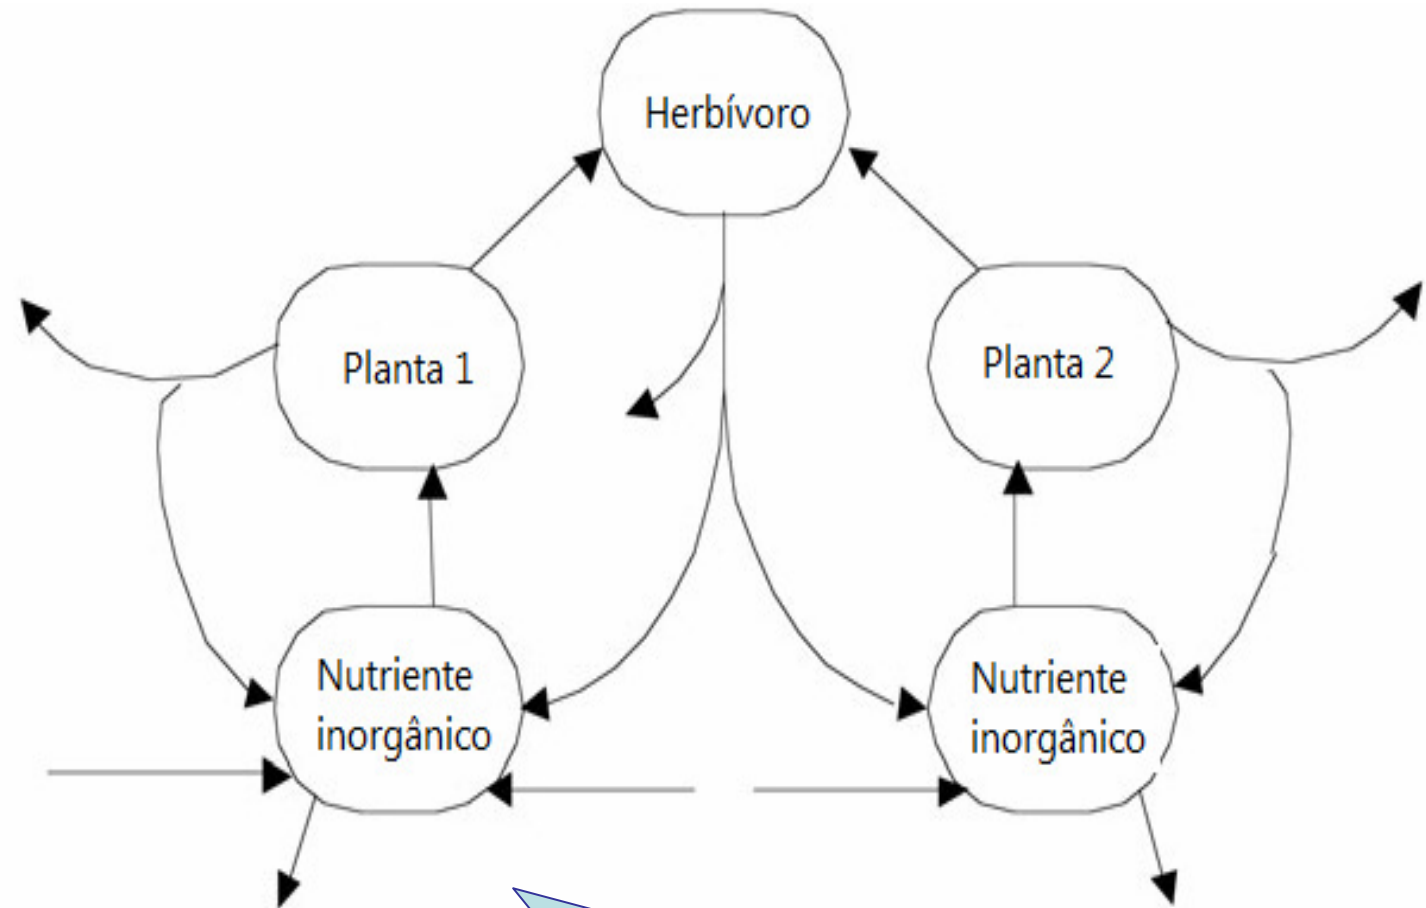 Herbívoro
Planta 1
Planta 2
Nutriente
inorgânico
Nutriente
inorgânico